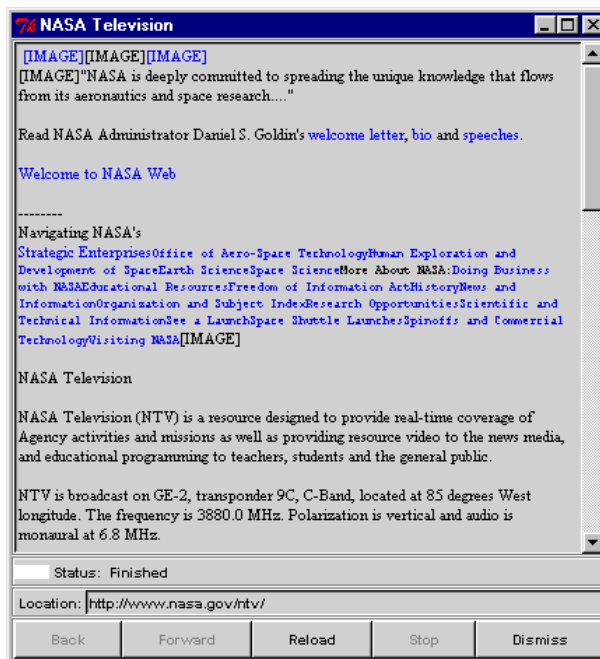 NASA Television
[IMAGE][IMAGE][IMAGE]
[IMAGE]"NASA is deeply committed to spreading the unique knowledge that flows
from its aeronautics and space research...."
Read NASA Administrator Daniel S. Goldin's welcome letter, bio and speeches.
Welcome to NASA Web
--------
Navigating NASA's
Strategic EnterprisesOffice of Aero-Space TechnologyHuman Exploration and
Development of SpaceEarth ScienceSpace ScienceMore About NASA:Doing Business
with NASAEducational ResourcesFreedom of Information ActHistoryNews and
InformationOrganization and Subject IndexResearch OpportunitiesScientific and
Technical InformationSee a LaunchSpace Shuttle LaunchesSpinoffs and Commercial
TechnologyVisiting NASA[IMAGE]
NASA Television
NASA Television (NTV) is a resource designed to provide real-time coverage of
Agency activities and missions as well as providing resource video to the news media,
and educational programming to teachers, students and the general public.
NTV is broadcast on GE-2, transponder 9C, C-Band, located at 85 degrees West
longitude. The frequency is 3880.0 MHz. Polarization is vertical and audio is
monaural at 6.8 MHz.
Status: Finished
Location: http://www.nasa.gov/ntv/
Back Forward Reload Stop Dismiss